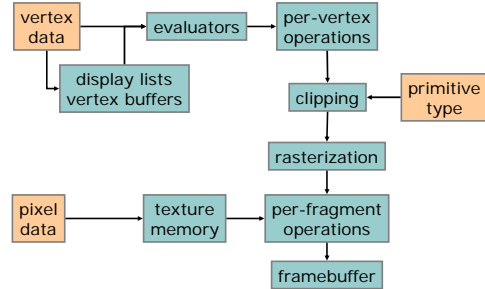 vertex
data
evaluators
per-vertex
operations
display lists
vertex buffers
clipping
primitive
type
rasterization
pixel
data
texture
memory
per-fragment
operations
framebuffer